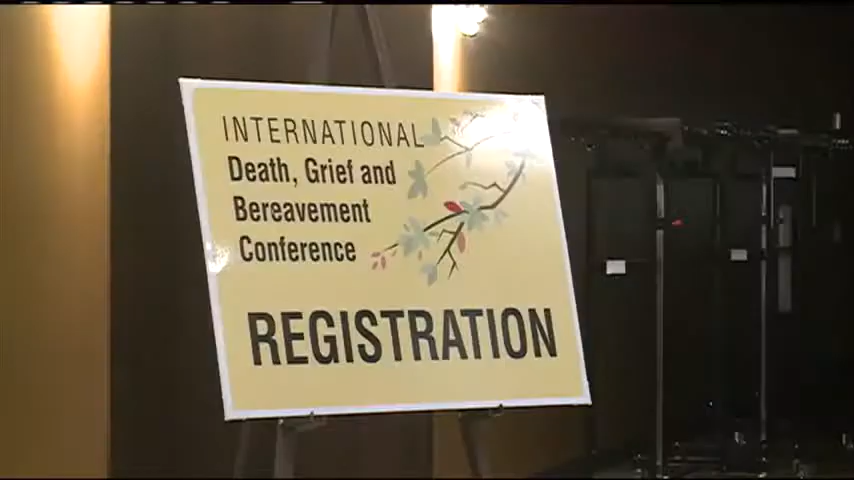 INTERNATIONAL
Death, Grief and
Bereavement
Conference
REGISTRATION